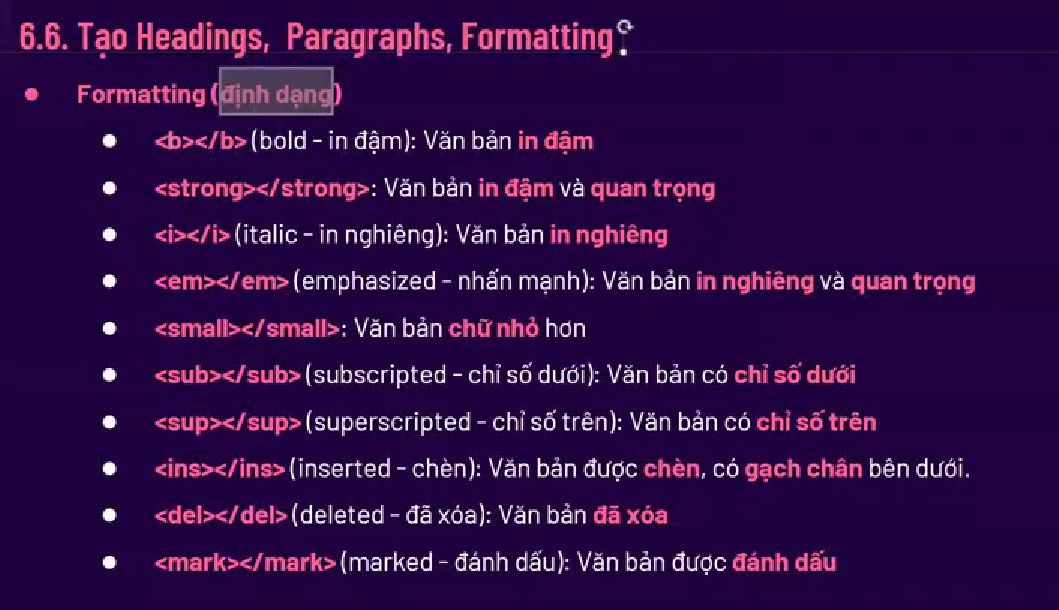 6.6. Tạo Headings, Paragraphs, Formatting
Formatting (định dạng)
<b></b> (bold - in đậm): Văn bản in đậm
<strong></strong>: Văn bản in đậm và quan trọng
<i></i> (italic - in nghiêng): Văn bản in nghiêng
<em></em> (emphasized - nhấn mạnh): Văn bản in nghiêng và quan trọng
<small></small>: Văn bản chữ nhỏ hơn
<sub></sub> (subscripted - chỉ số dưới): Văn bản có chỉ số dưới
<sup></sup> (superscripted - chỉ số trên): Văn bản có chỉ số trên
<ins></ins> (inserted - chèn): Văn bản được chèn, có gạch chân bên dưới.
<del></del> (deleted - đã xóa): Văn bản đã xóa
<mark></mark> (marked - đánh dấu): Văn bản được đánh dấu